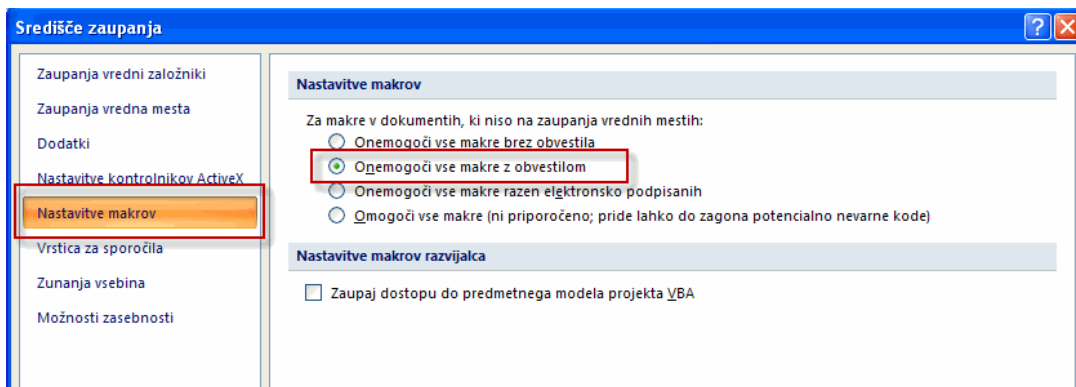 Središče zaupanja
Zaupanja vredni založniki
Zaupanja vredna mesta
Dodatki
Nastavitve kontrolnikov ActiveX
Nastavitve makrov
Vrstica za sporočila
Zunanja vsebina
Možnosti zasebnosti
Nastavitve makrov
Za makre v dokumentih, ki niso na zaupanja vrednih mestih:
Onemogoči vse makre brez obvestila
Onemogoči vse makre z obvestilom
Onemogoči vse makre razen elektronsko podpisanih
Omogoči vse makre (ni priporočeno; pride lahko do zagona potencialno nevarne kode)
Nastavitve makrov razvijalca
Zaupaj dostopu do predmetnega modela projekta VBA